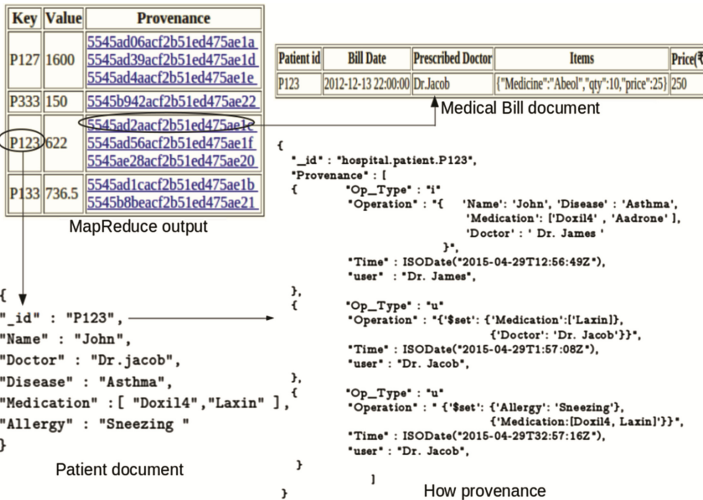 Key Value Provenance
P127 1600 5545ad06acf2b51ed475ae1a
5545ad39acf2b51ed475ae1d
5545ad4aacf2b51ed475ae1e
P333 150 5545b942acf2b51ed475ae22
P123 622 5545ad2aacf2b51ed475ae1c
5545ad56acf2b51ed475ae1f
5545ae28acf2b51ed475ae20
P133 736.5 5545ad1cacf2b51ed475ae1b
5545b8beacf2b51ed475ae21
MapReduce output
Patient id Bill Date Prescribed Doctor Items Price(₹
P123 2012-12-13 22:00:00 Dr.Jacob {"Medicine":"Abeol","qty":10,"price":25} 250
Medical Bill document
{
"_id" : "P123",
"Name" : "John",
"Doctor" : "Dr.jacob",
"Disease" : "Asthma",
"Medication" :[ "Doxil4","Laxin" ],
"Allergy" : "Sneezing "
}
Patient document
{
"_id" : "hospital.patient.P123",
"Provenance" : [
{ "Op_Type" : "i"
"Operation" : "{ 'Name': 'John', 'Disease' : 'Asthma',
'Medication': ['Doxil4' , 'Aadrone' ],
'Doctor' : ' Dr. James '
}",
"Time" : ISODate("2015-04-29T12:56:49Z"),
"user" : "Dr. James",
},
{ "Op_Type" : "u"
"Operation" : "{'$set': {'Medication':['Laxin]},
{'Doctor': 'Dr. Jacob'}}",
"Time" : ISODate("2015-04-29T1:57:08Z"),
"user" : "Dr. Jacob",
},
{ "Op_Type" : "u"
"Operation" : " {'$set': {'Allergy': 'Sneezing'},
{'Medication:[Doxil4, Laxin]'}}",
"Time" : ISODate("2015-04-29T32:57:16Z"),
"user" : "Dr. Jacob",
}
]
}
How provenance